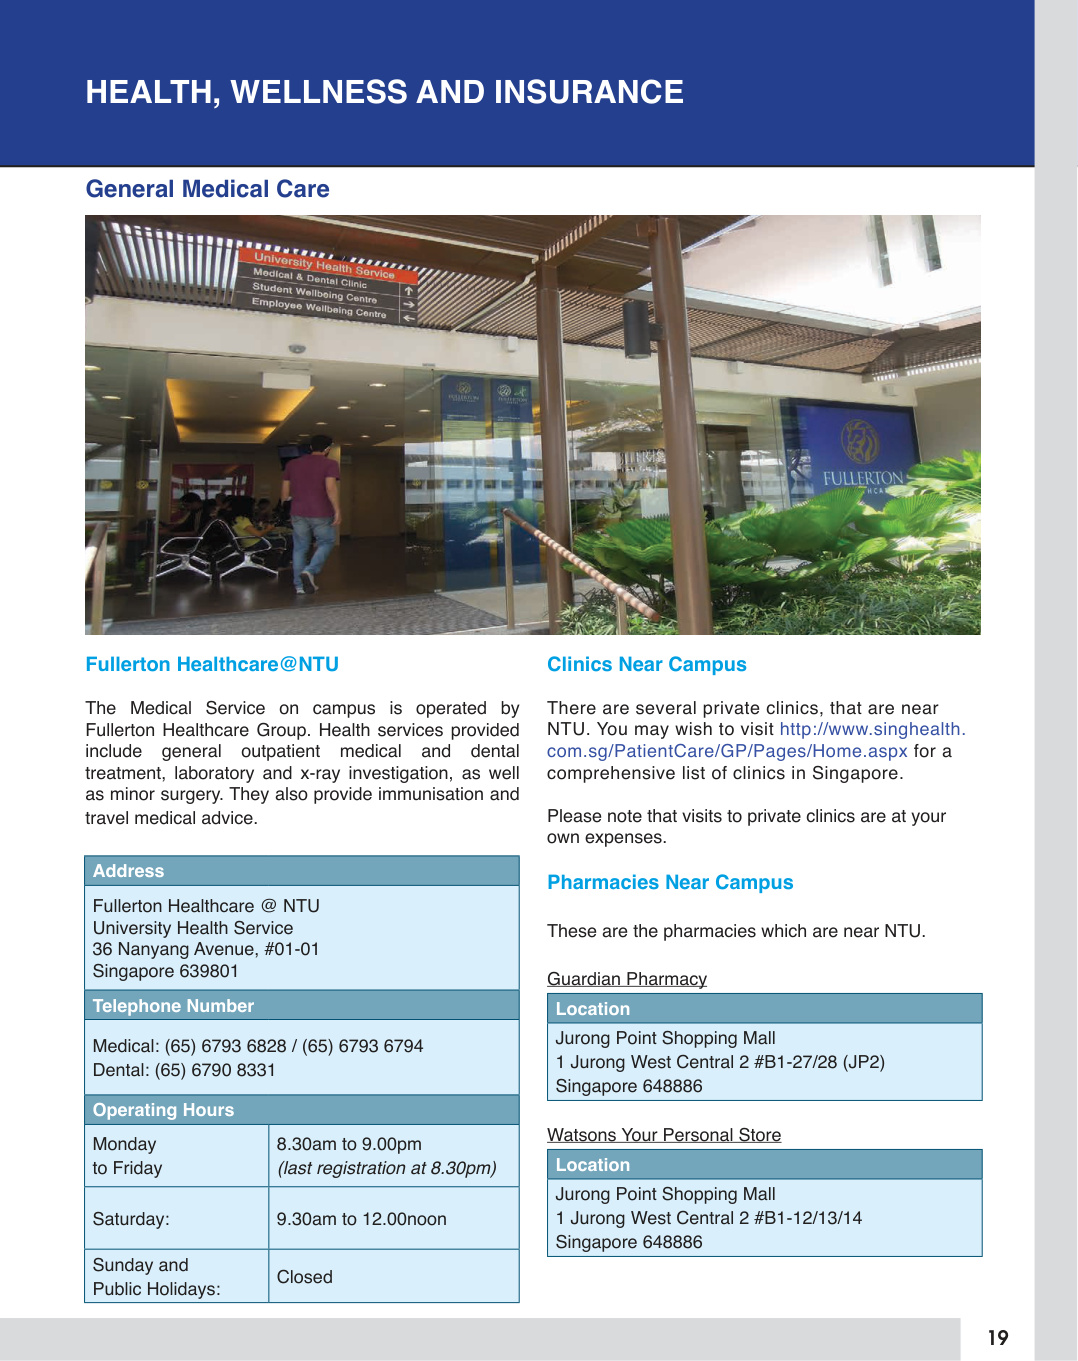 HEALTH, WELLNESS AND INSURANCE
General Medical Care
University Health Service
Medical & Dental Clinic
Student Wellbeing Centre
Employee Wellbeing Centre
FULLERTON
FULLERTON
FULLERTON
Fullerton Healthcare@NTU
The Medical Service on campus is operated by
Fullerton Healthcare Group. Health services provided
include general outpatient medical and dental
treatment, laboratory and x-ray investigation, as well
as minor surgery. They also provide immunisation and
travel medical advice.
Address
Fullerton Healthcare @ NTU
University Health Service
36 Nanyang Avenue, #01-01
Singapore 639801
Telephone Number
Medical: (65) 6793 6828 / (65) 6793 6794
Dental: (65) 6790 8331
Operating Hours
Monday
to Friday
8.30am to 9.00pm
(last registration at 8.30pm)
Saturday:
9.30am to 12.00noon
Sunday and
Public Holidays:
Closed
Clinics Near Campus
There are several private clinics, that are near
NTU. You may wish to visit http://www.singhealth.
com.sg/PatientCare/GP/Pages/Home.aspx for a
comprehensive list of clinics in Singapore.
Please note that visits to private clinics are at your
own expenses.
Pharmacies Near Campus
These are the pharmacies which are near NTU.
Guardian Pharmacy
Location
Jurong Point Shopping Mall
1 Jurong West Central 2 #B1-27/28 (JP2)
Singapore 648886
Watsons Your Personal Store
Location
Jurong Point Shopping Mall
1 Jurong West Central 2 #B1-12/13/14
Singapore 648886
19